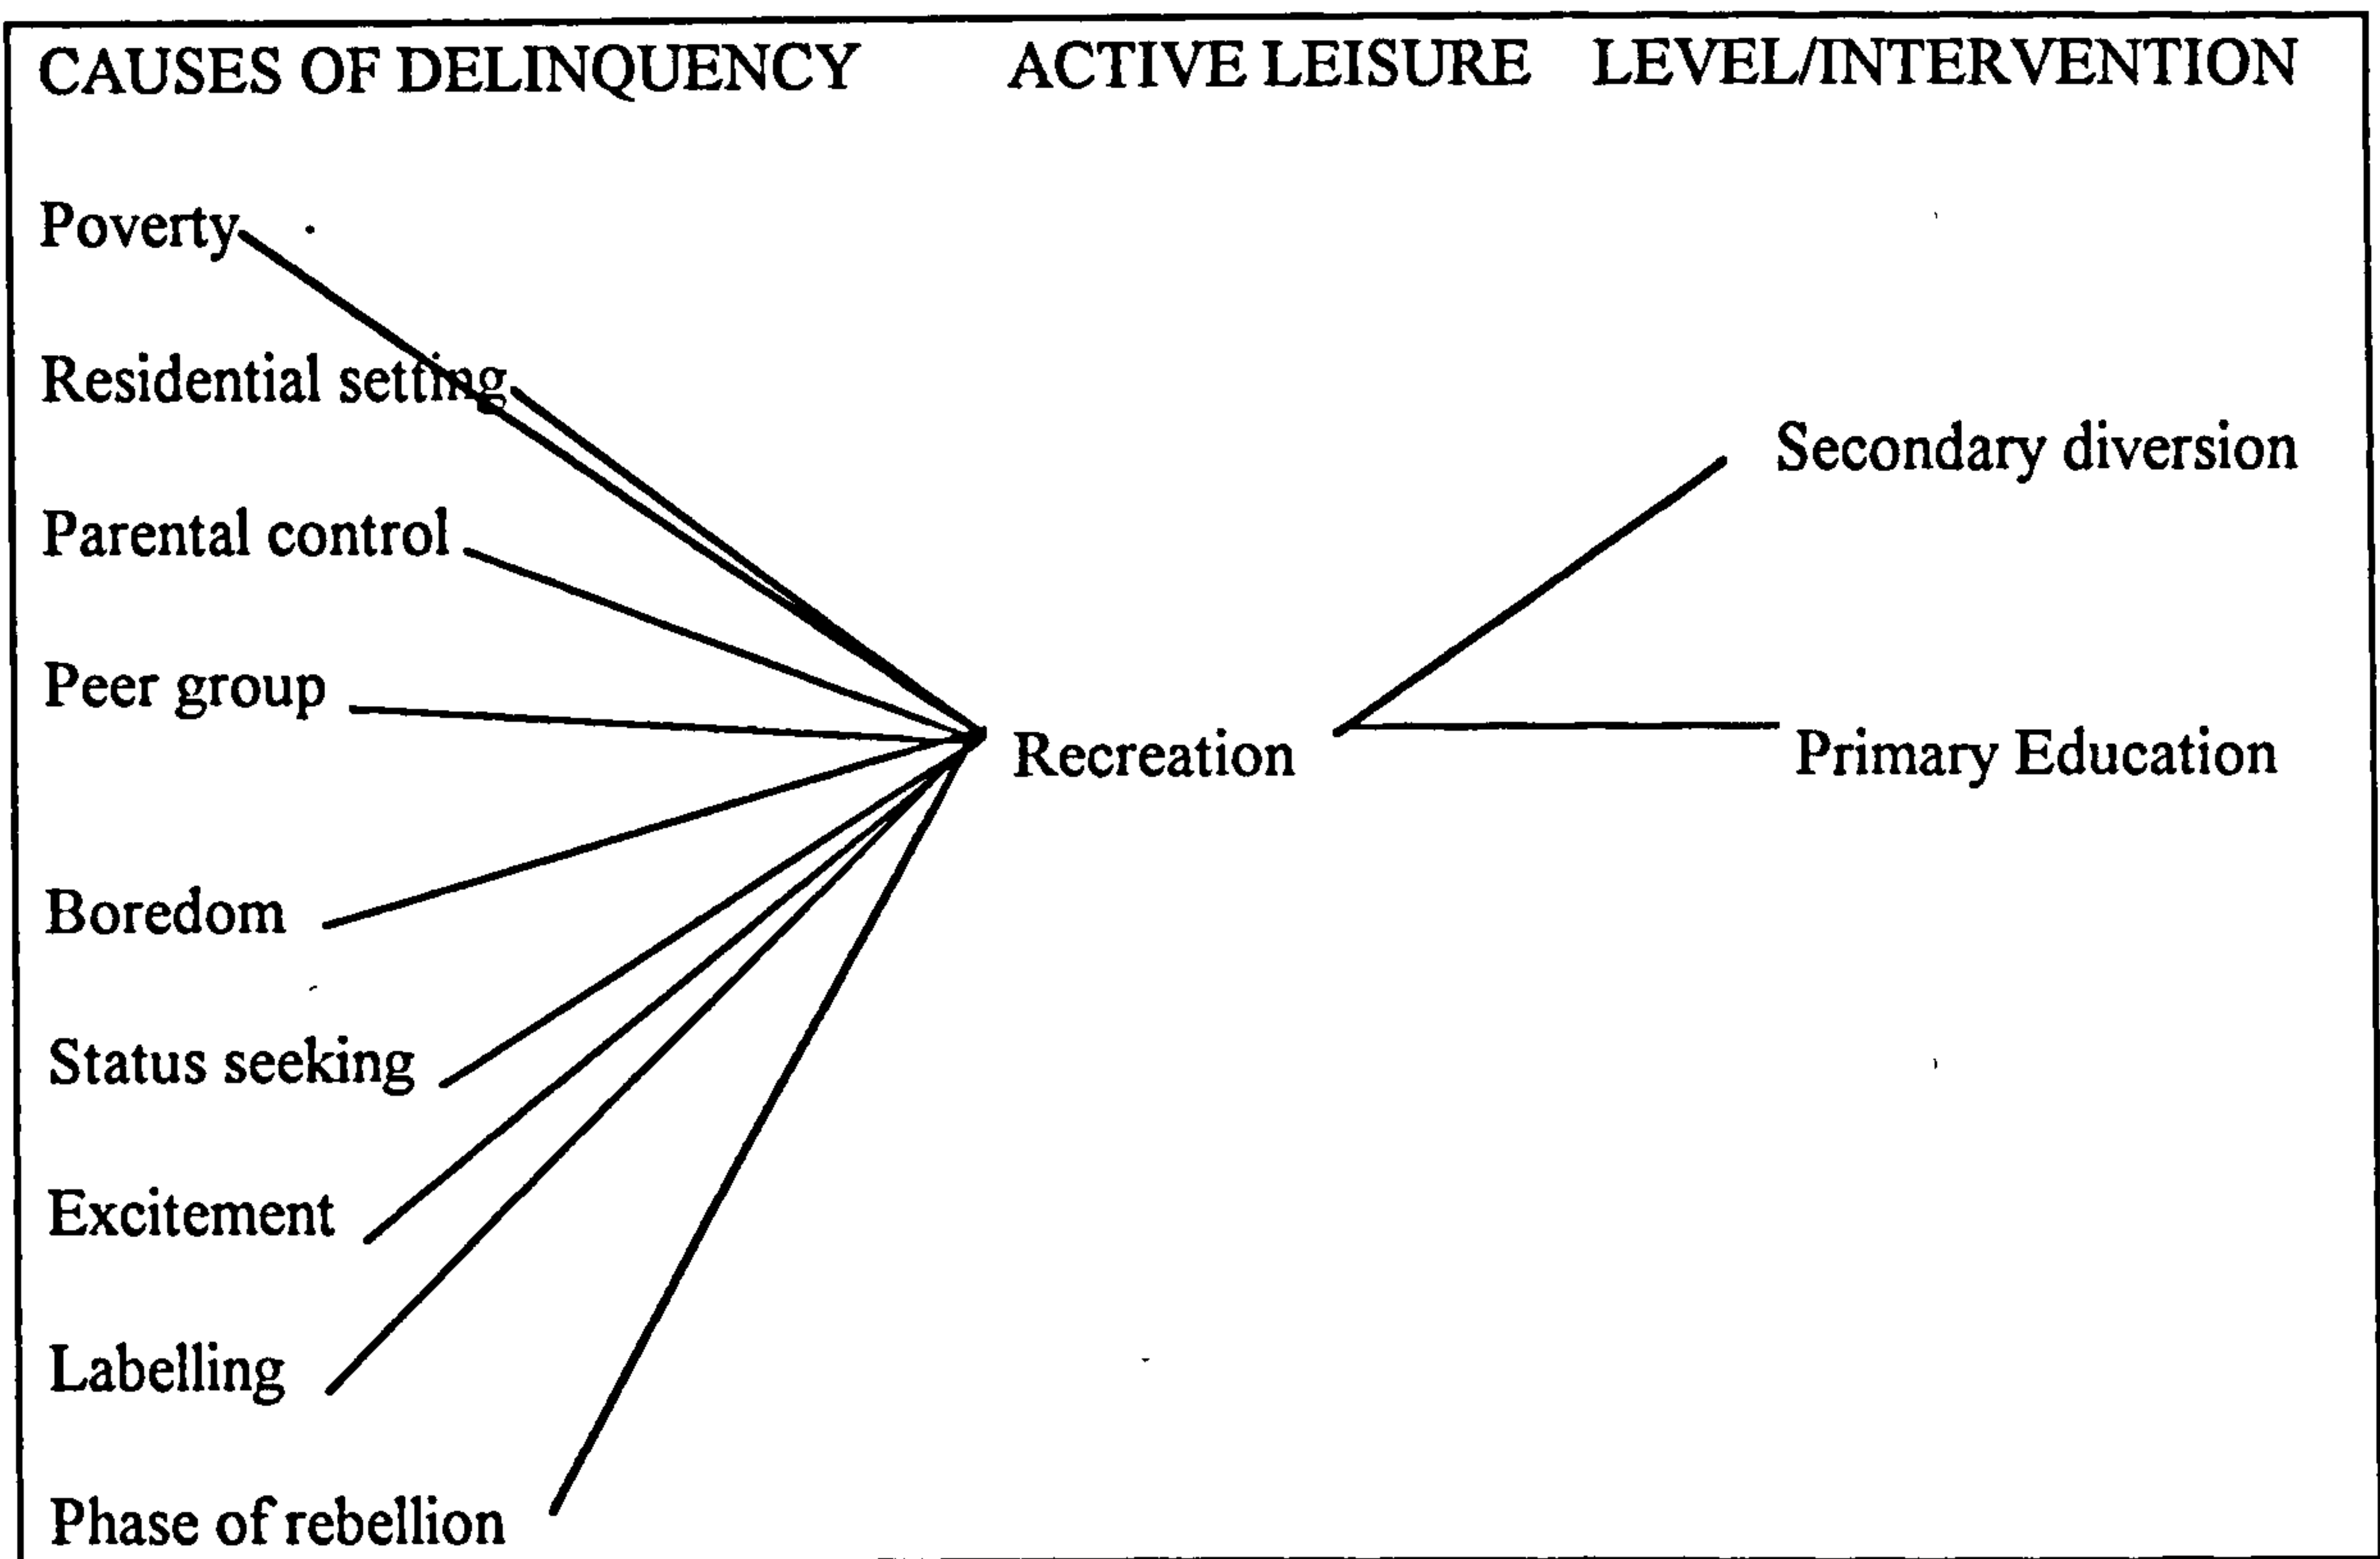 CAUSES OF DELINQUENCY ACTIVE LEISURE LEVEL/INTERVENTION
Poverty
Residential setting
Secondary diversion
Parental control
Peer group
Recreation
Primary Education
Boredom
Status seeking
Excitement
Labelling
Phase of rebellion